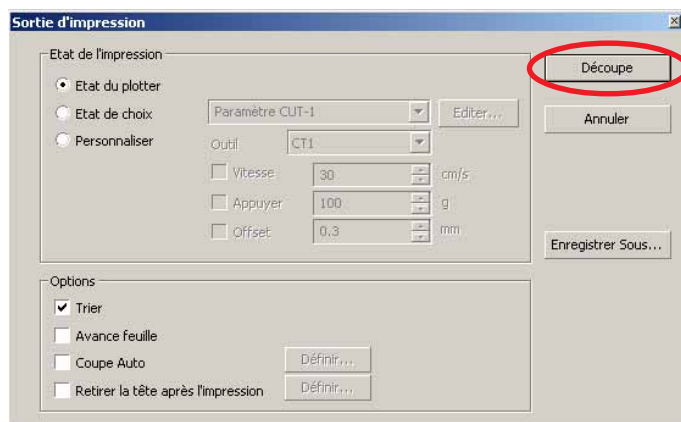 Sortie d'impression
Etat de l'impression
Etat du plotter
Etat de choix Paramètre CUT-1 Editer...
Personnaliser Outil CT1
Vitesse 30 cm/s
Appuyer 100 g
Offset 0.3 mm
Découpe
Annuler
Enregistrer Sous...
Options
Trier
Avance feuille
Coupe Auto Définir...
Retirer la tête après l'impression Définir...